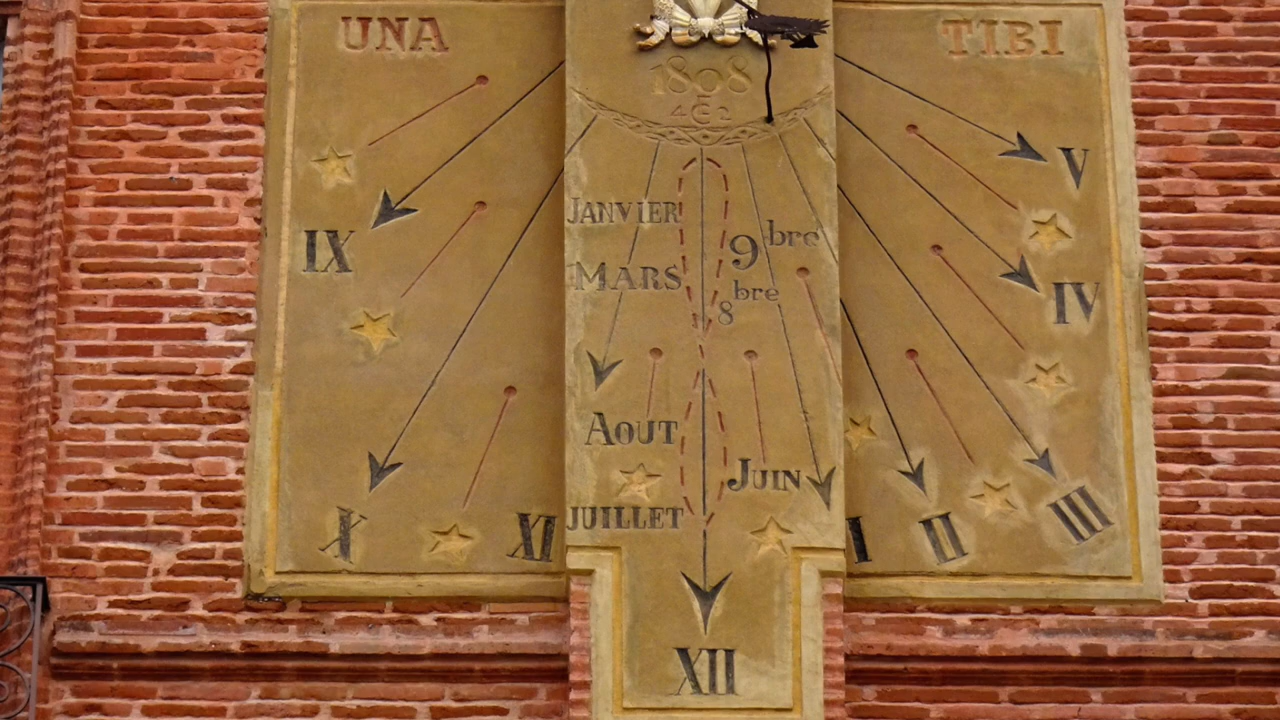 UNA
TIBI
1808
JANVIER
9bre
MARS
8bre
AOUT
JUIN
JUILLET
IX
X
XI
XII
I
II
III
IV
V